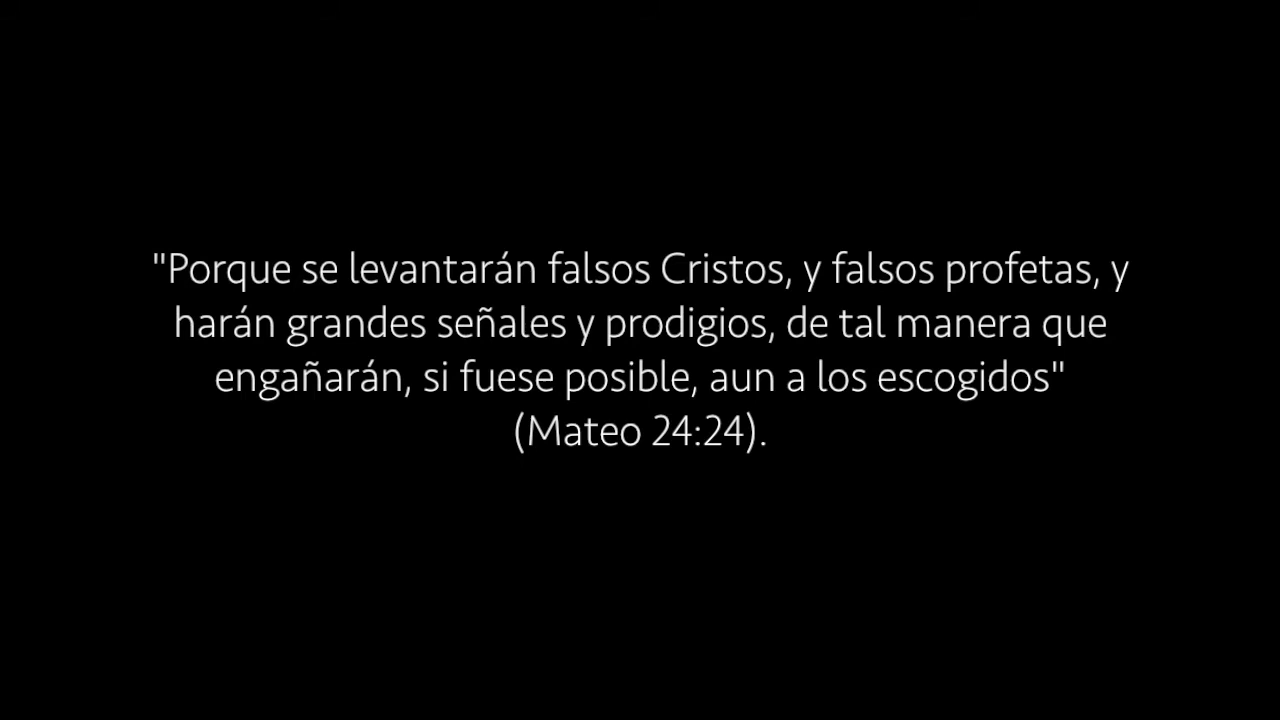 "Porque se levantarán falsos Cristos, y falsos profetas, y
harán grandes señales y prodigios, de tal manera que
engañarán, si fuese posible, aun a los escogidos"
(Mateo 24:24).